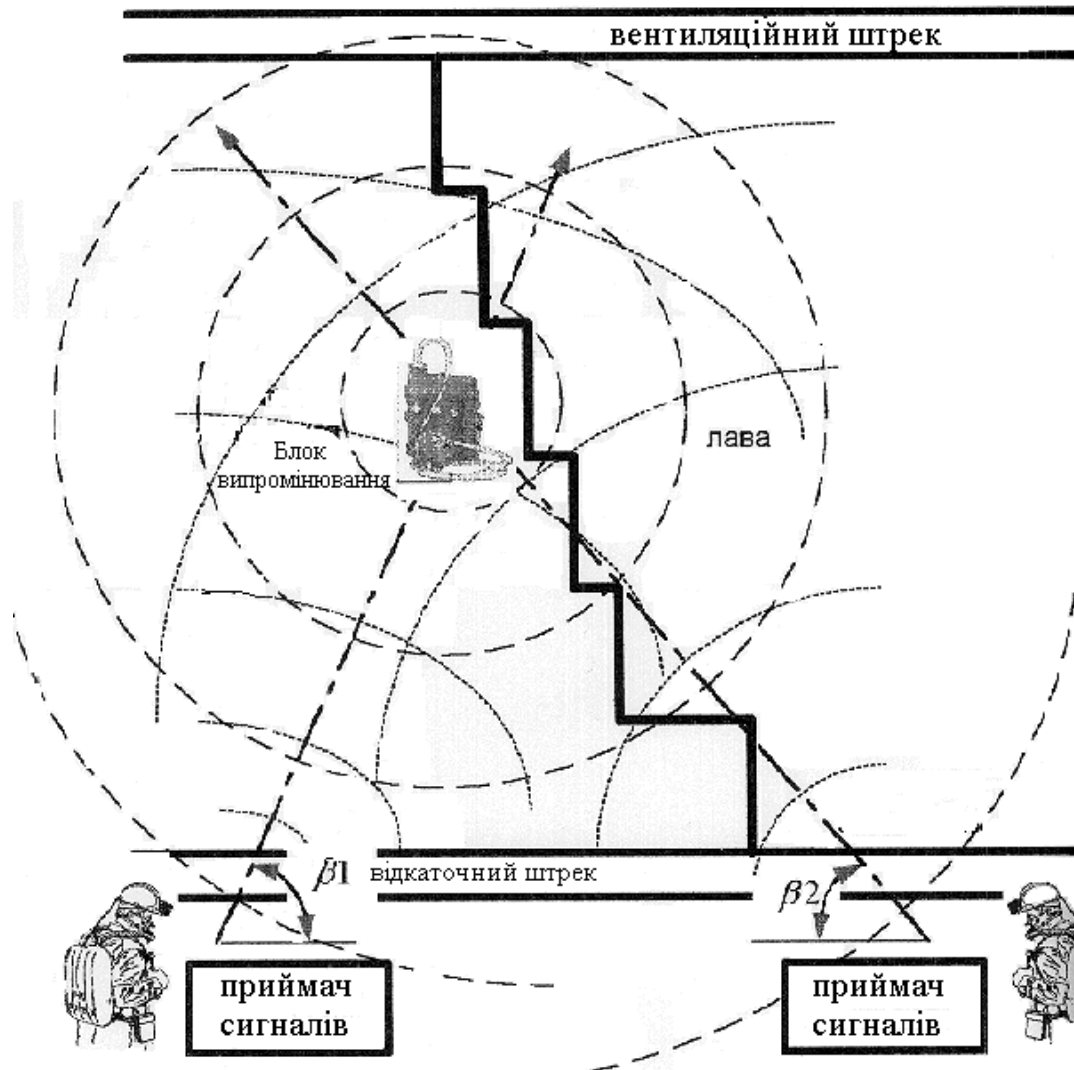 вентиляційний штрек
лава
Блок
випромінювання
β1
відкаточний штрек
β2
приймач
сигналів
приймач
сигналів